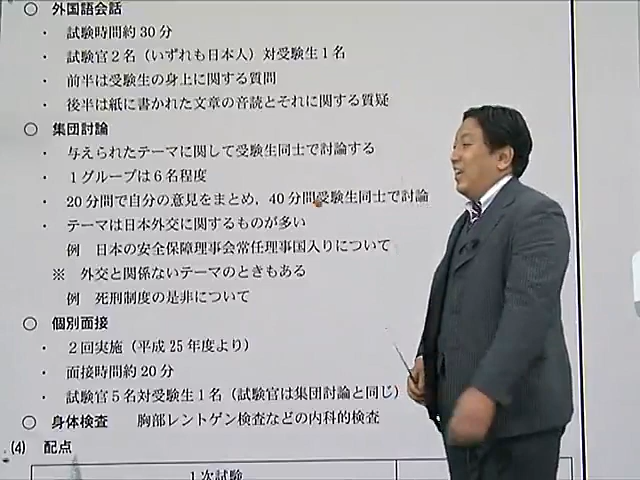 ○ 外国語会話
・ 試験時間約30分
・ 試験官2名（いずれも日本人）対受験生1名
・ 前半は受験生の身上に関する質問
・ 後半は紙に書かれた文章の音読とそれに関する質疑
○ 集団討論
・ 与えられたテーマに関して受験生同士で討論する
・ 1グループは6名程度
・ 20分間で自分の意見をまとめ，40分間受験生同士で討論
・ テーマは日本外交に関するものが多い
例 日本の安全保障理事会常任理事国入りについて
※ 外交と関係ないテーマのときもある
例 死刑制度の是非について
○ 個別面接
・ 2回実施（平成25年度より）
・ 面接時間約20分
・ 試験官5名対受験生1名（試験官は集団討論と同じ）
○ 身体検査 胸部レントゲン検査などの内科的検査
(4) 配点
1次試験